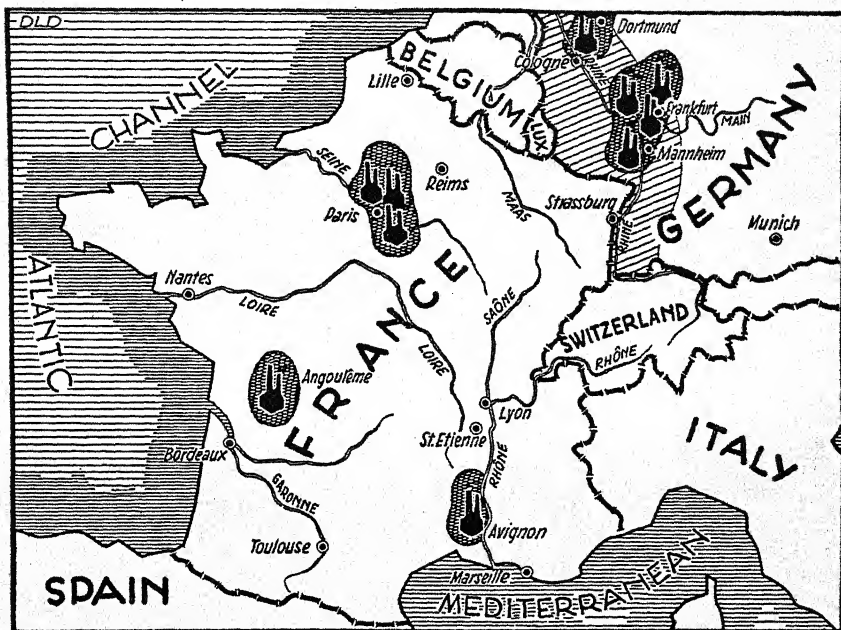 DLD
Dortmund
CHANNEL
Cologne
BELGIUM
Lille
LUX.
Frankfurt
MAIN
Mannheim
GERMANY
SEINE
Reims
Paris
MAAS
Strassburg
Munich
ATLANTIC
Nantes
LOIRE
FRANCE
SAÔNE
SWITZERLAND
RHÔNE
LOIRE
Angoulême
Lyon
St.Etienne
ITALY
Bordeaux
RHÔNE
GARONNE
Avignon
Toulouse
Marseille
MEDITERRANEAN
SPAIN